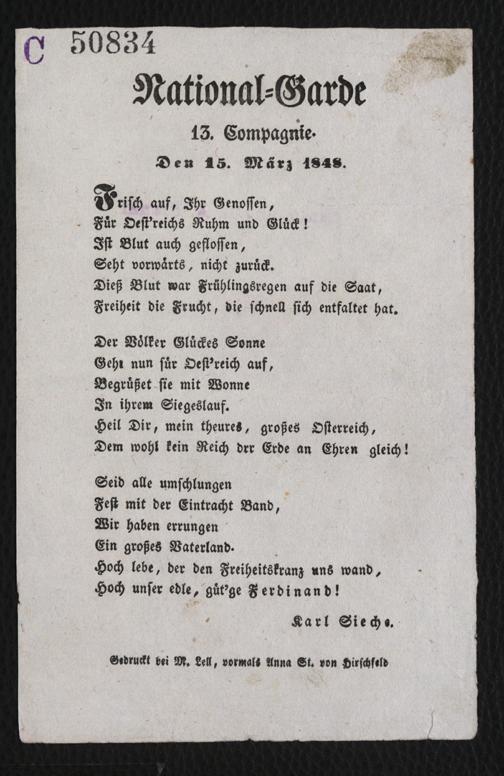 C 50834
National-Garde
13. Compagnie.
Den 15. März 1848.
Frisch auf, Ihr Genossen,
Für Oest'reichs Ruhm und Glück!
Ist Blut auch geflossen,
Seht vorwärts, nicht zurück.
Dieß Blut war Frühlingsregen auf die Saat,
Freiheit die Frucht, die schnell sich entfaltet hat.
Der Völker Glückes Sonne
Geht nun für Oest'reich auf,
Begrüßet sie mit Wonne
In ihrem Siegeslauf.
Heil Dir, mein theures, großes Österreich,
Dem wohl kein Reich der Erde an Ehren gleich!
Seid alle umschlungen
Fest mit der Eintracht Band,
Wir haben errungen
Ein großes Vaterland.
Hoch lebe, der den Freiheitskranz uns wand,
Hoch unser edle, güt'ge Ferdinand!
Karl Sieche.
Gedruckt bei M. Lell, vormals Anna St. von Hirschfeld